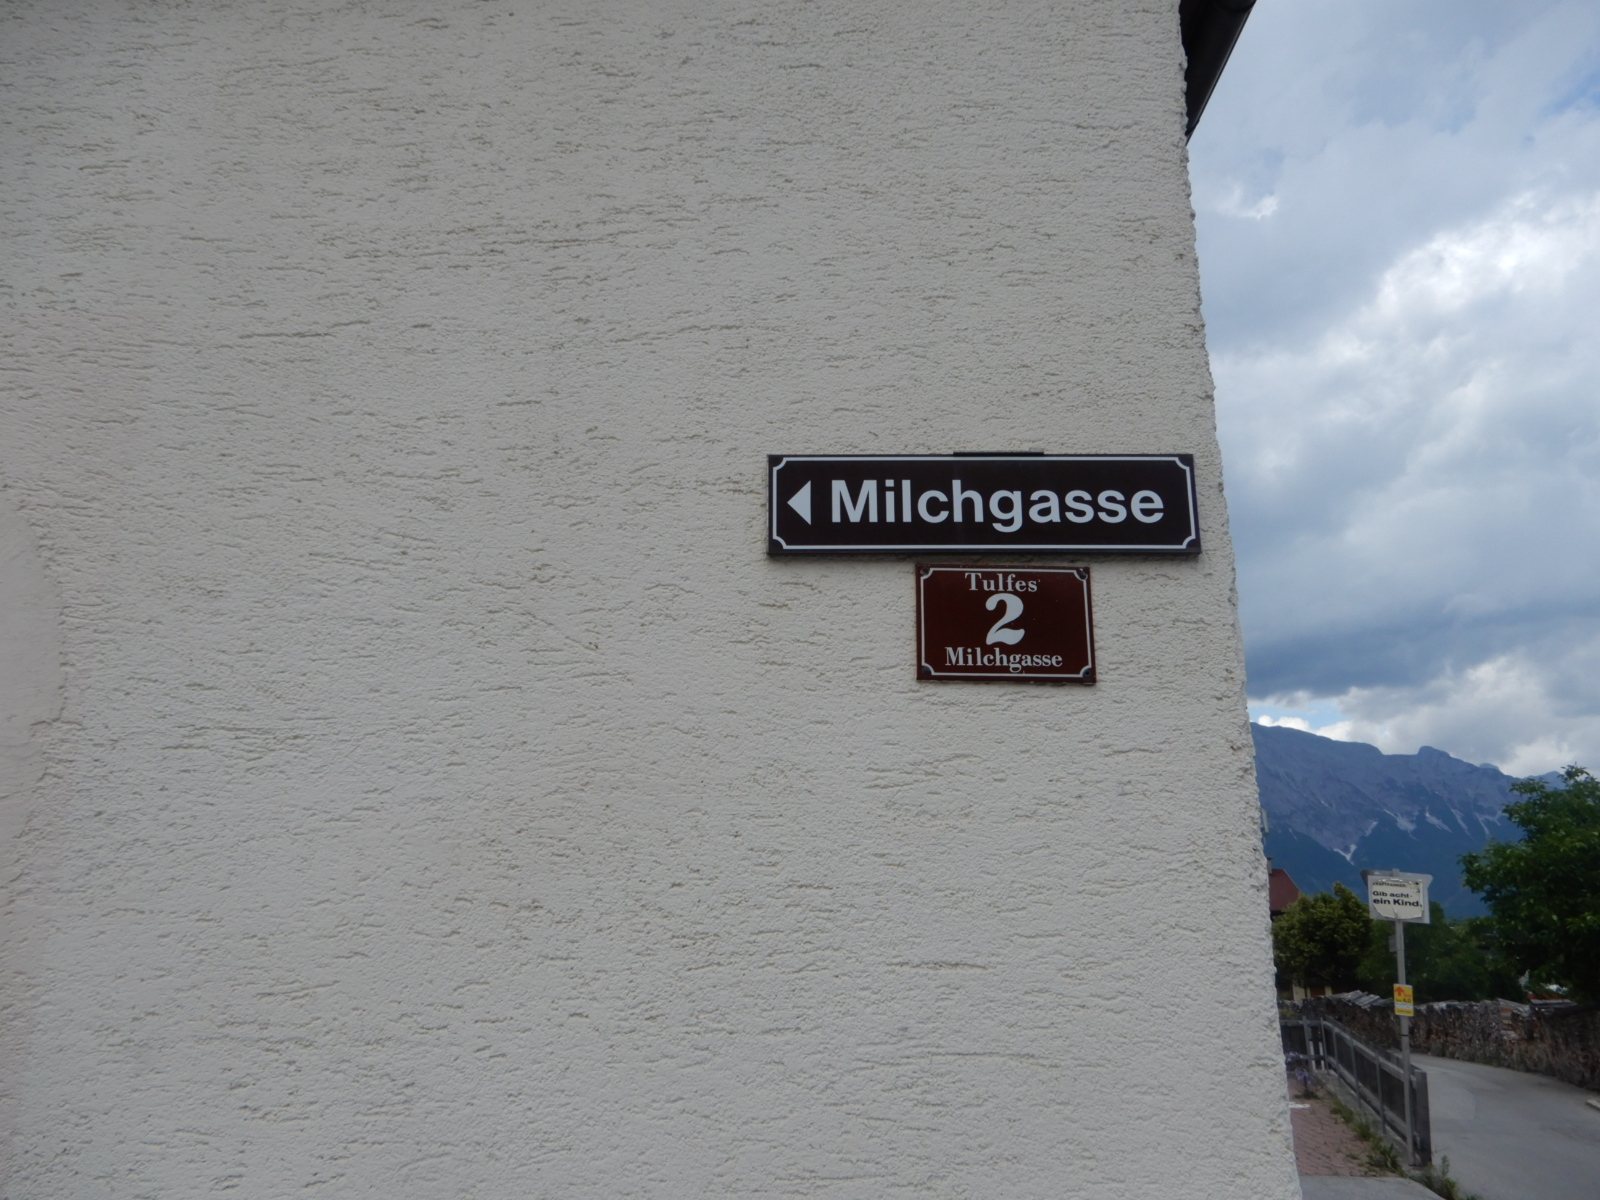 Milchgasse
Tulfes
2
Milchgasse
Gib acht-
ein Kind.